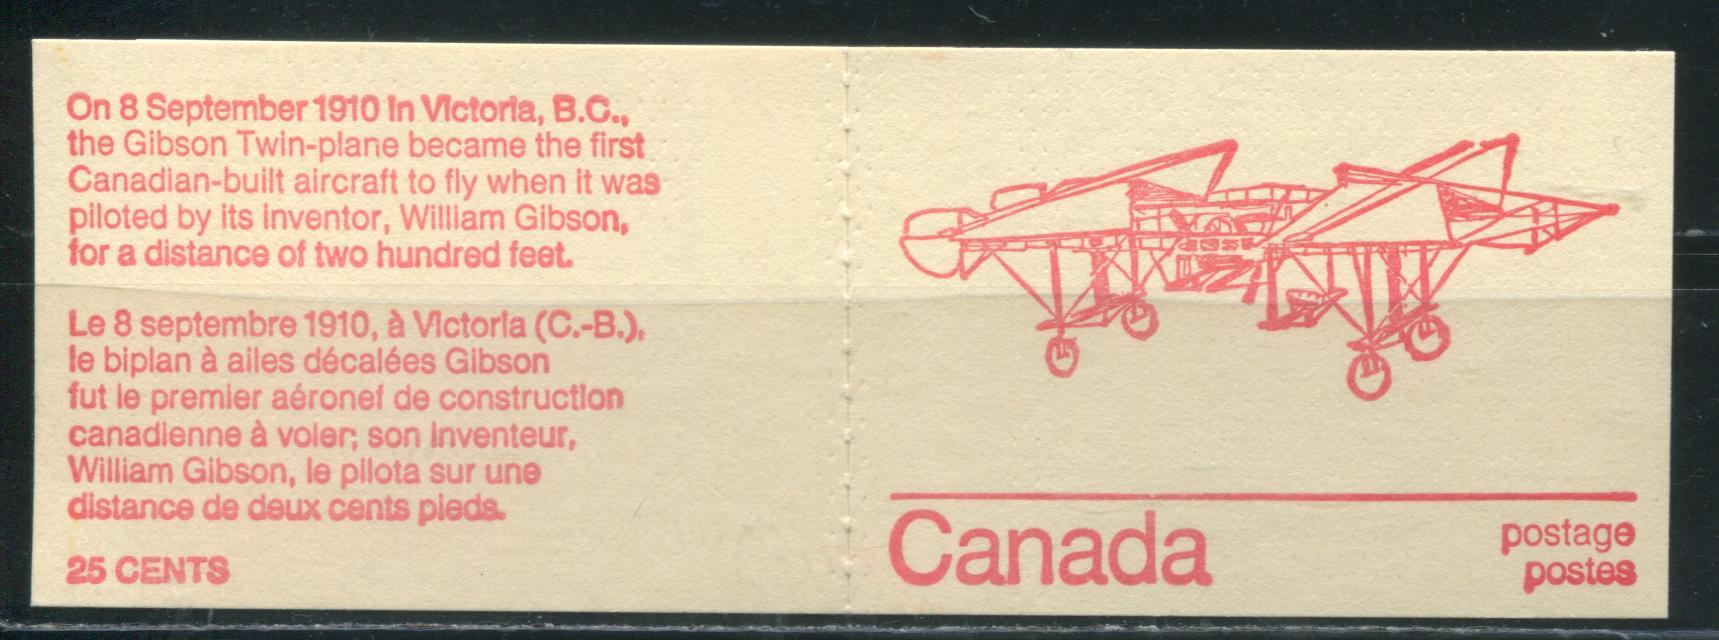 On 8 September 1910 in Victoria, B.C.,
the Gibson Twin-plane became the first
Canadian-built aircraft to fly when it was
piloted by its inventor, William Gibson,
for a distance of two hundred feet.
Le 8 septembre 1910, à Victoria (C.-B.),
le biplan à ailes décalées Gibson
fut le premier aéronef de construction
canadienne à voler; son inventeur,
William Gibson, le pilota sur une
distance de deux cents pieds.
25 CENTS
Canada
postage
postes